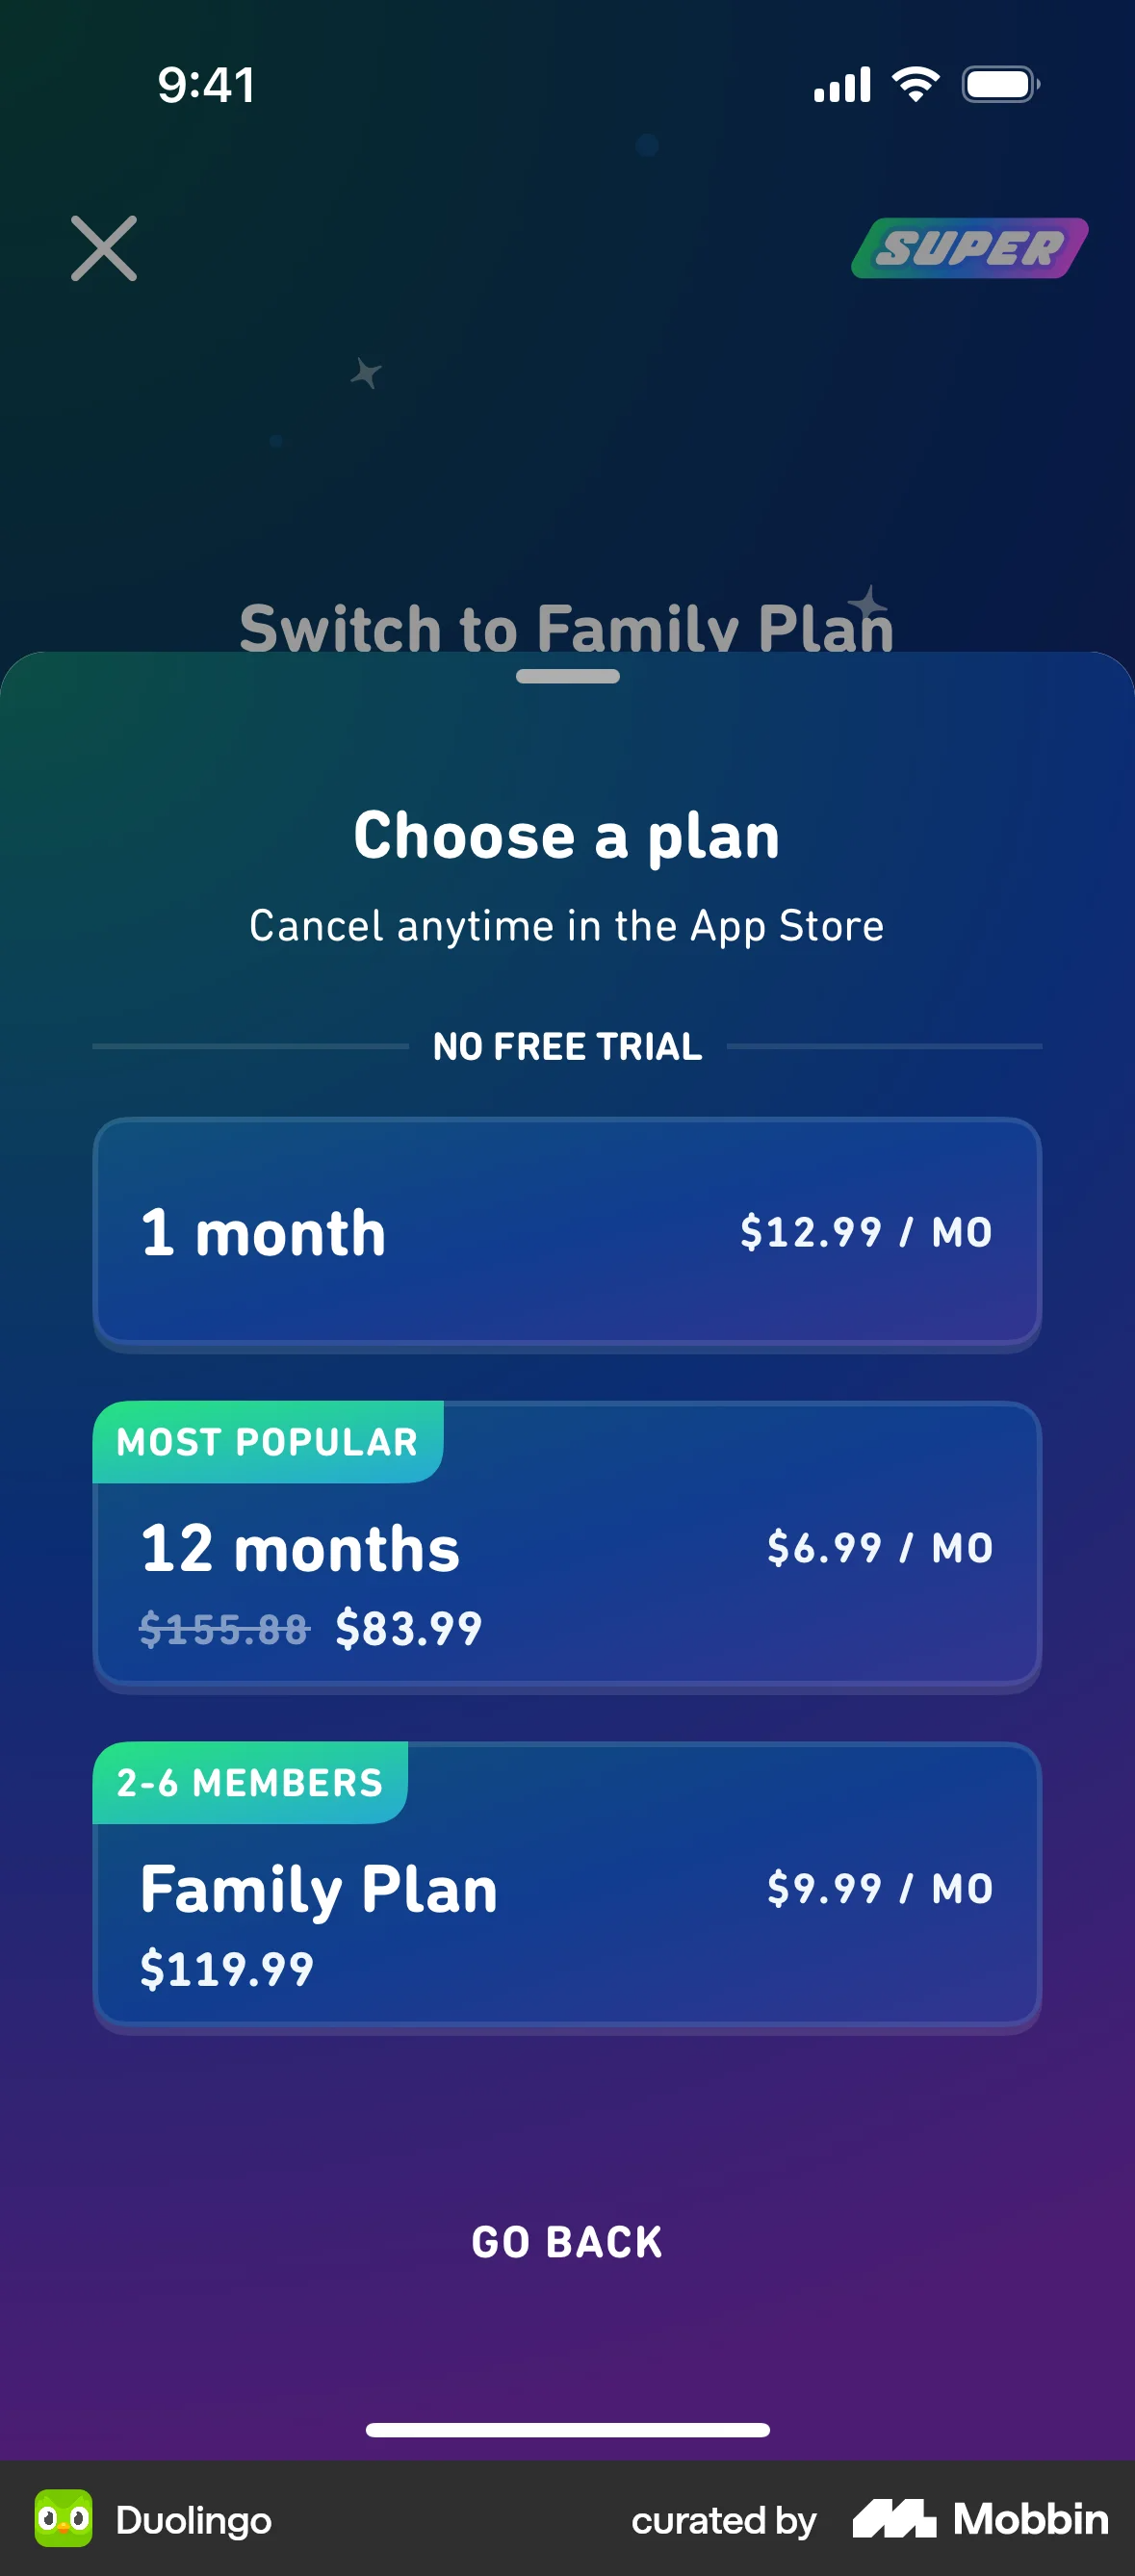 9:41
SUPER
Switch to Family Plan
Choose a plan
Cancel anytime in the App Store
NO FREE TRIAL
1 month
$12.99 / MO
MOST POPULAR
12 months
$6.99 / MO
$155.88 $83.99
2-6 MEMBERS
Family Plan
$9.99 / MO
$119.99
GO BACK
Duolingo
curated by Mobbin